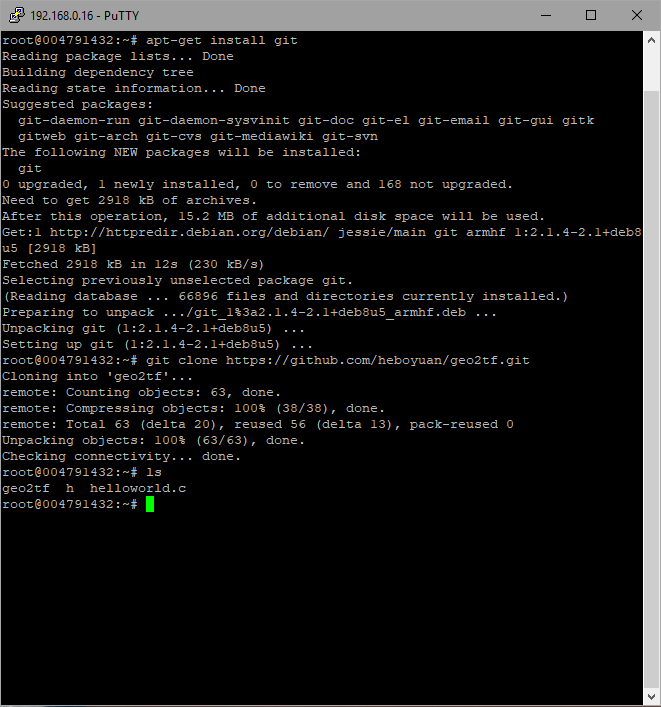 192.168.0.16 - PuTTY
root@004791432:~# apt-get install git
Reading package lists... Done
Building dependency tree
Reading state information... Done
Suggested packages:
  git-daemon-run git-daemon-sysvinit git-doc git-el git-email git-gui gitk
  gitweb git-arch git-cvs git-mediawiki git-svn
The following NEW packages will be installed:
  git
0 upgraded, 1 newly installed, 0 to remove and 168 not upgraded.
Need to get 2918 kB of archives.
After this operation, 15.2 MB of additional disk space will be used.
Get:1 http://httpredir.debian.org/debian/ jessie/main git armhf 1:2.1.4-2.1+deb8
u5 [2918 kB]
Fetched 2918 kB in 12s (230 kB/s)
Selecting previously unselected package git.
(Reading database ... 66896 files and directories currently installed.)
Preparing to unpack .../git_1%3a2.1.4-2.1+deb8u5_armhf.deb ...
Unpacking git (1:2.1.4-2.1+deb8u5) ...
Setting up git (1:2.1.4-2.1+deb8u5) ...
root@004791432:~# git clone https://github.com/heboyuan/geo2tf.git
Cloning into 'geo2tf'...
remote: Counting objects: 63, done.
remote: Compressing objects: 100% (38/38), done.
remote: Total 63 (delta 20), reused 56 (delta 13), pack-reused 0
Unpacking objects: 100% (63/63), done.
Checking connectivity... done.
root@004791432:~# ls
geo2tf  h  helloworld.c
root@004791432:~#